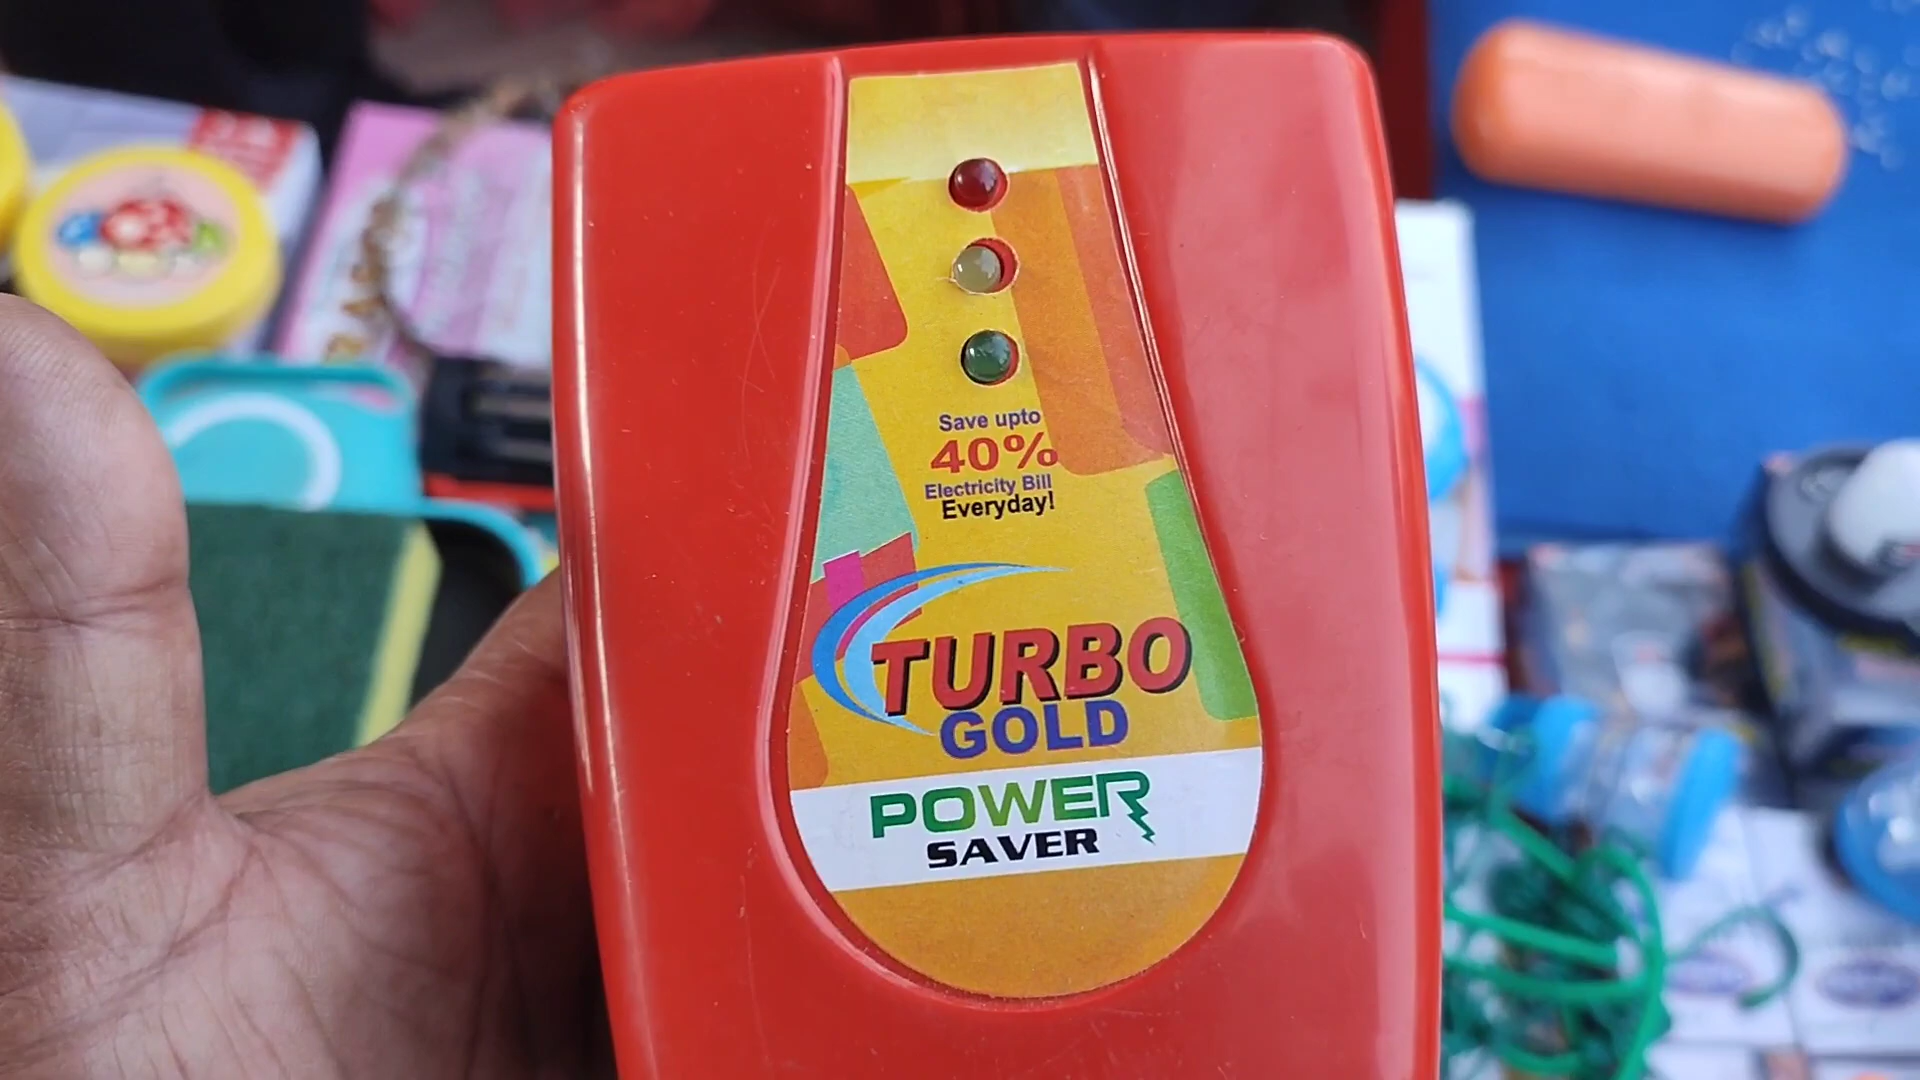 Save upto
40%
Electricity Bill
Everyday!
TURBO
GOLD
POWER
SAVER